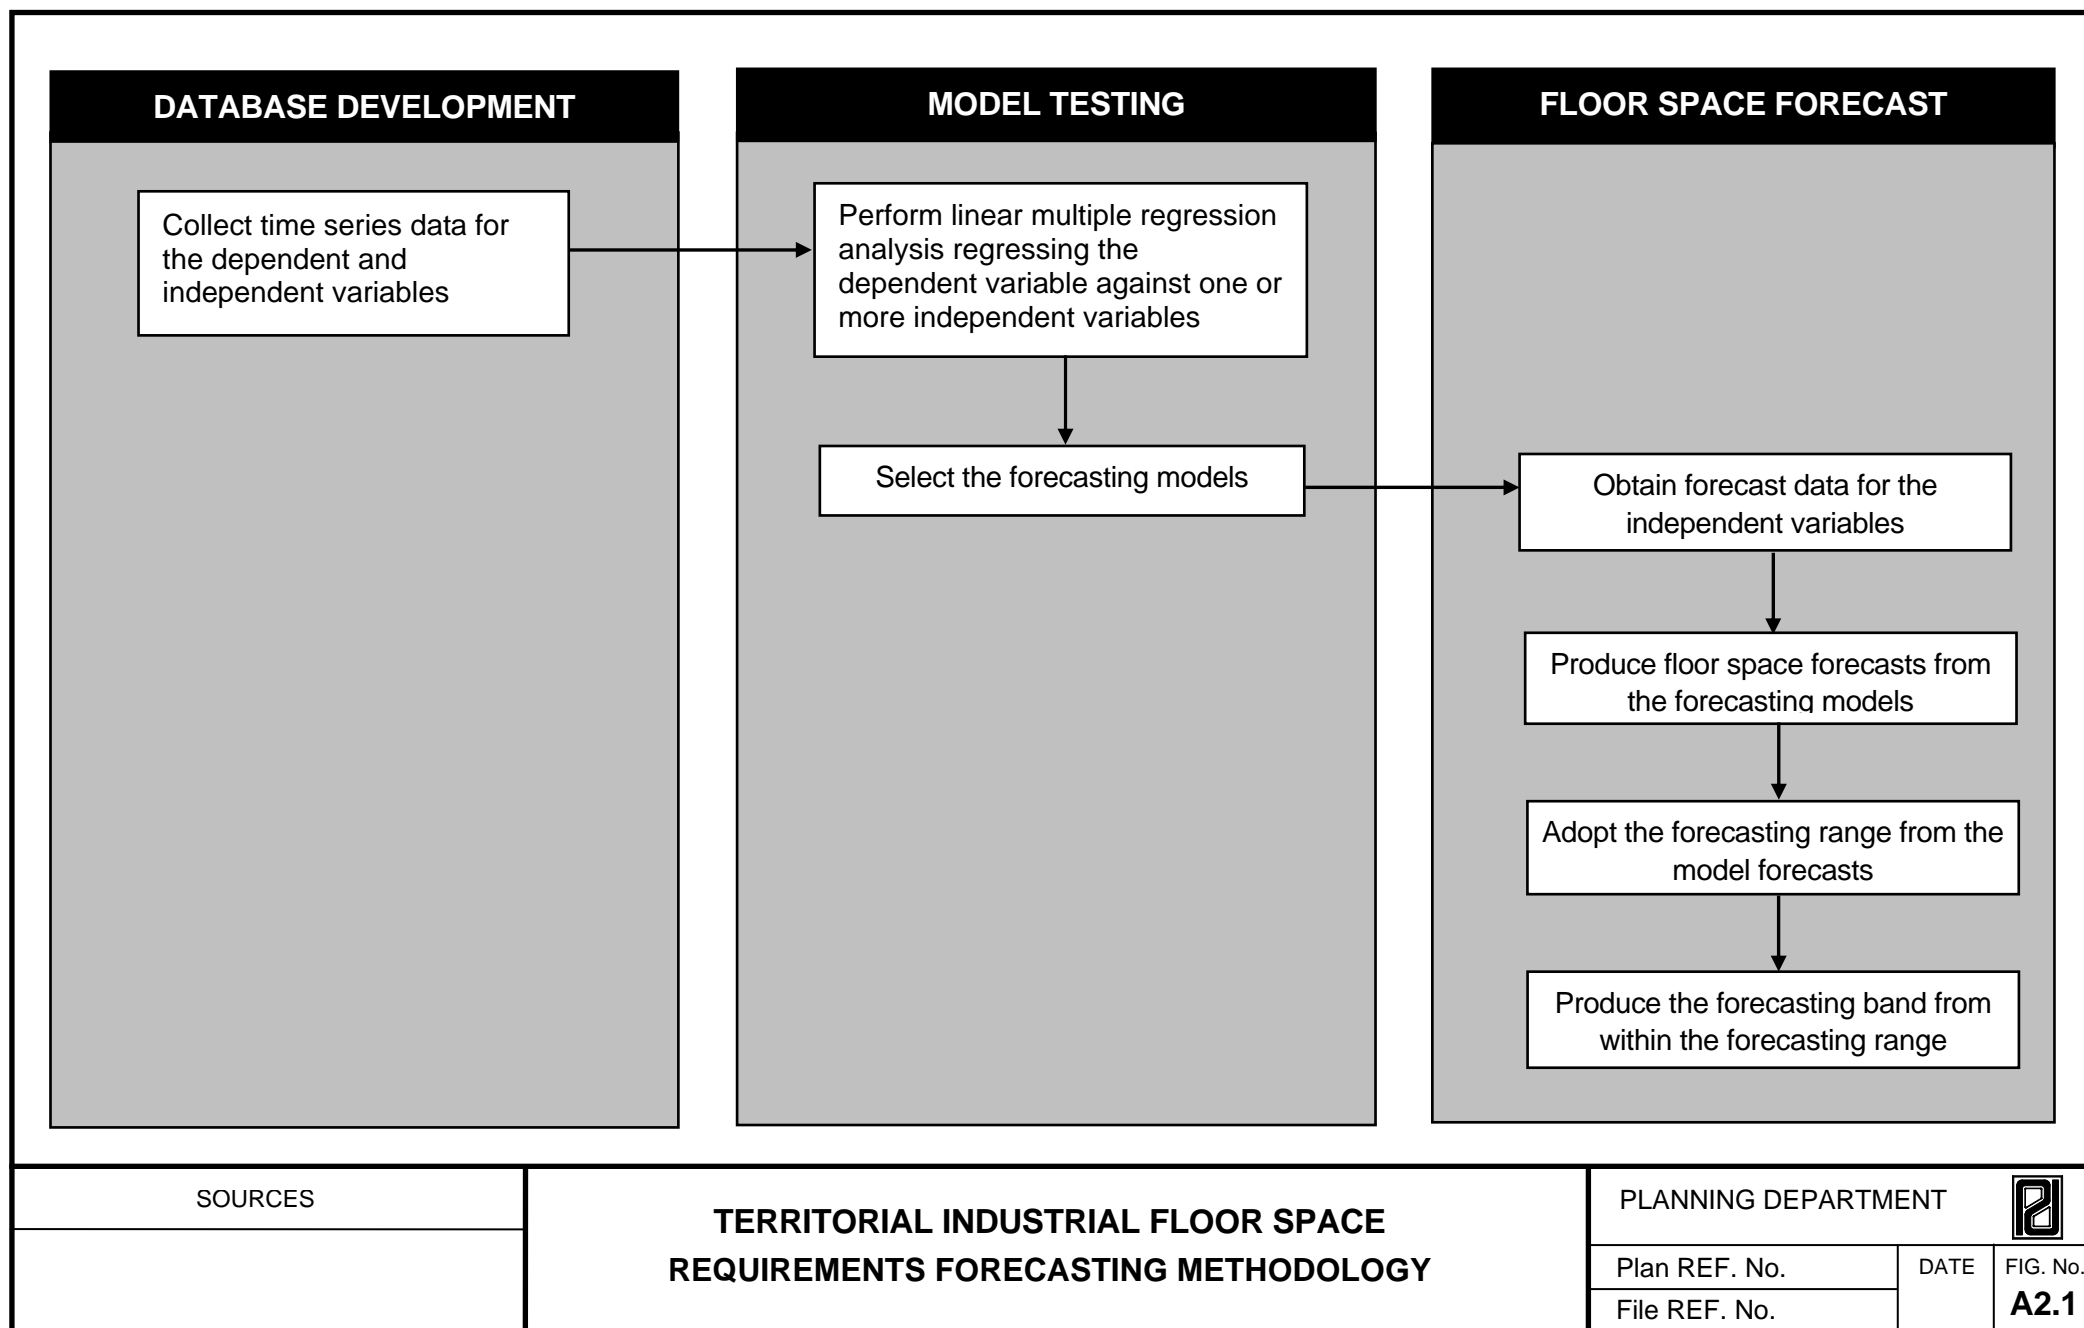 DATABASE DEVELOPMENT
Collect time series data for
the dependent and
independent variables
MODEL TESTING
Perform linear multiple regression
analysis regressing the
dependent variable against one or
more independent variables
Select the forecasting models
FLOOR SPACE FORECAST
Obtain forecast data for the
independent variables
Produce floor space forecasts from
the forecasting models
Adopt the forecasting range from the
model forecasts
Produce the forecasting band from
within the forecasting range
SOURCES
TERRITORIAL INDUSTRIAL FLOOR SPACE
REQUIREMENTS FORECASTING METHODOLOGY
PLANNING DEPARTMENT
Plan REF. No.
File REF. No.
DATE
FIG. No.
A2.1